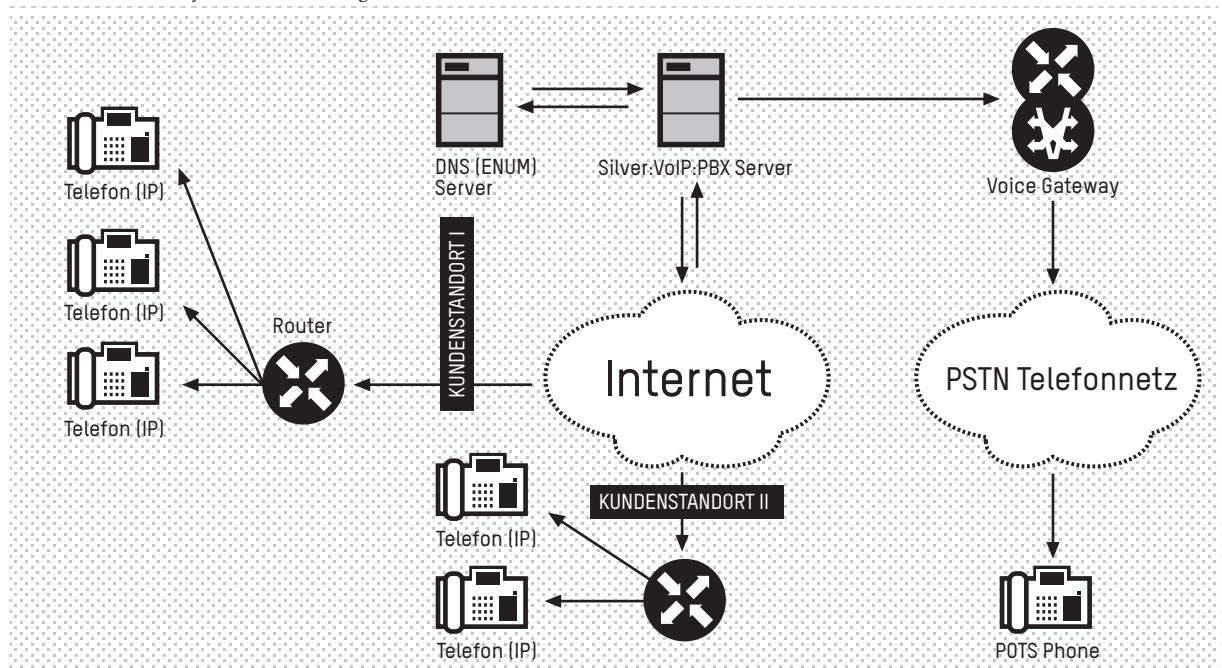 DNS (ENUM)
Server
Silver:VoIP:PBX Server
Voice Gateway
Telefon (IP)
Telefon (IP)
Telefon (IP)
Router
KUNDENSTANDORT I
Internet
PSTN Telefonnetz
KUNDENSTANDORT II
Telefon (IP)
Telefon (IP)
POTS Phone